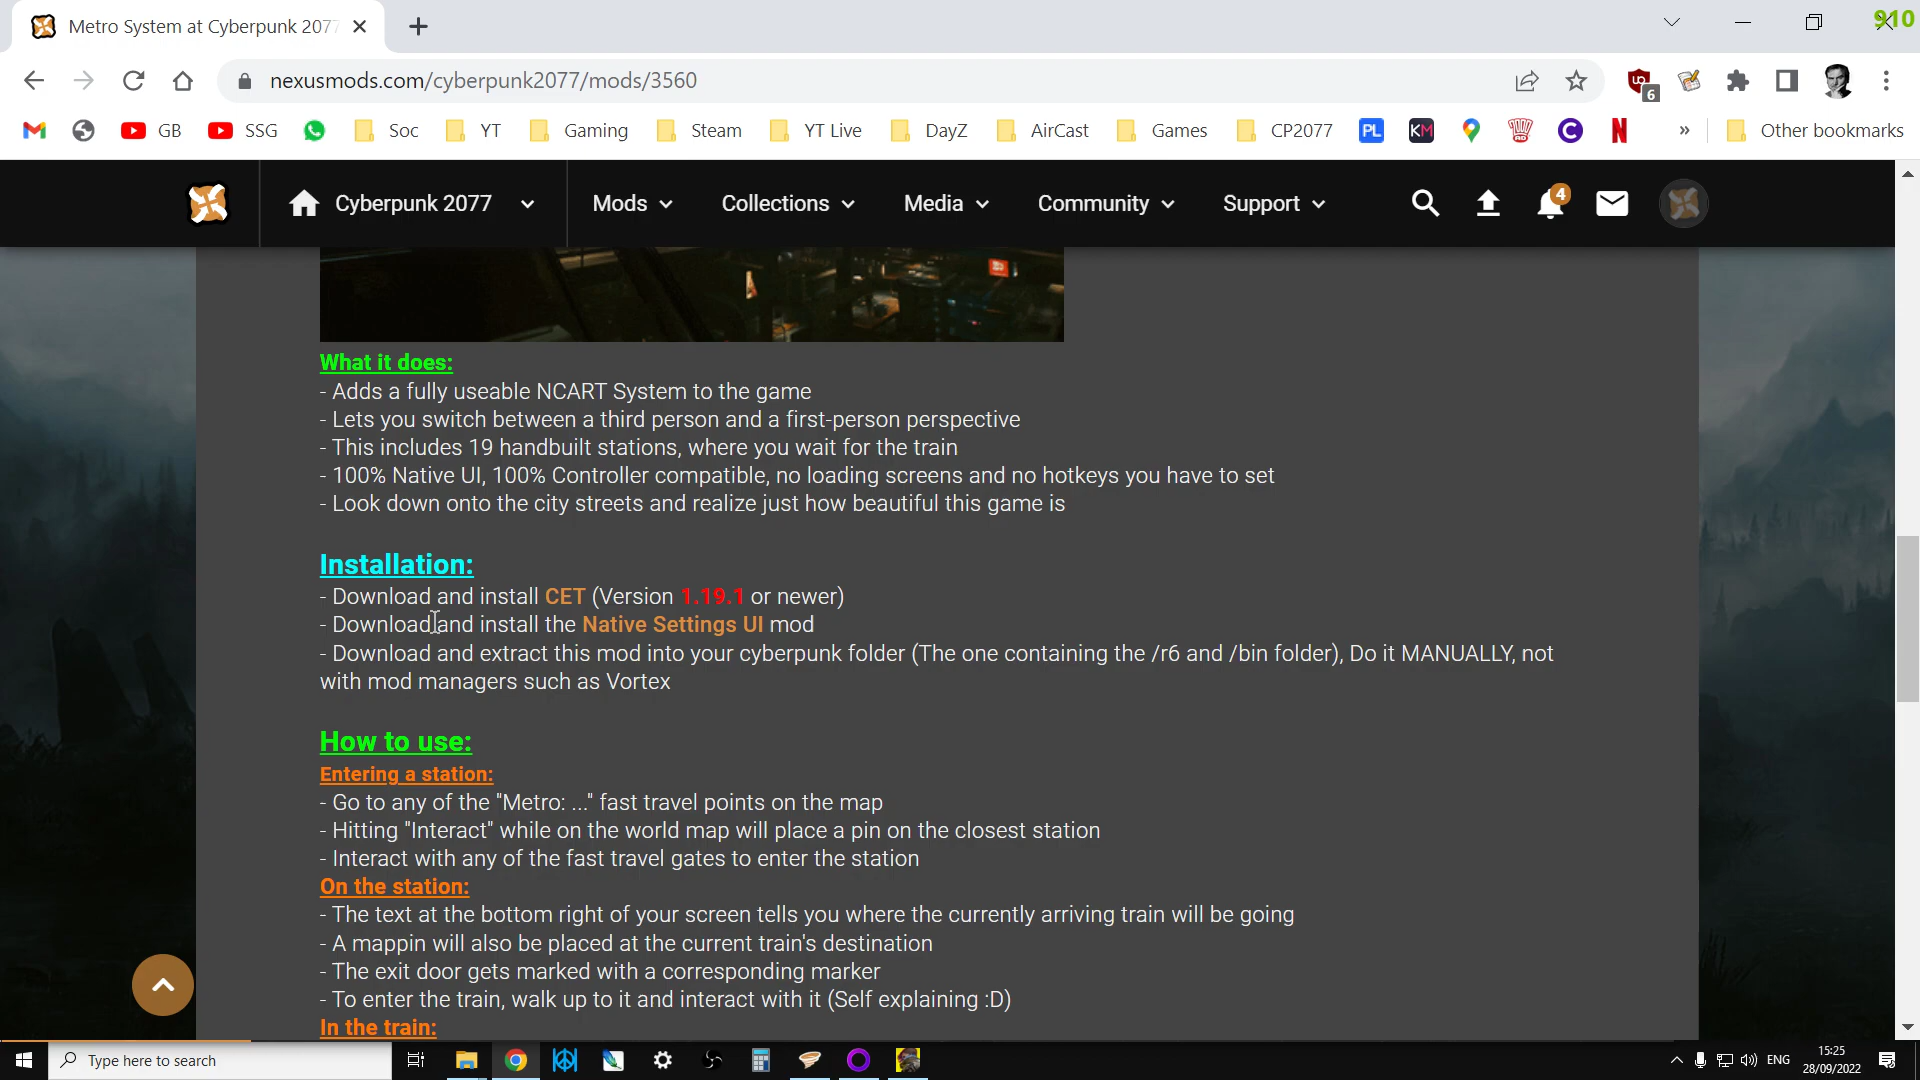 Metro System at Cyberpunk 207
910
nexusmods.com/cyberpunk2077/mods/3560
6
GB
SSG
Soc
YT
Gaming
Steam
YT Live
DayZ
AirCast
Games
CP2077
PL
KM
C
N
»
Other bookmarks
Cyberpunk 2077
Mods
Collections
Media
Community
Support
4
What it does:
- Adds a fully useable NCART System to the game
- Lets you switch between a third person and a first-person perspective
- This includes 19 handbuilt stations, where you wait for the train
- 100% Native UI, 100% Controller compatible, no loading screens and no hotkeys you have to set
- Look down onto the city streets and realize just how beautiful this game is
Installation:
- Download and install CET (Version 1.19.1 or newer)
- Download and install the Native Settings UI mod
- Download and extract this mod into your cyberpunk folder (The one containing the /r6 and /bin folder), Do it MANUALLY, not
with mod managers such as Vortex
How to use:
Entering a station:
- Go to any of the "Metro: ..." fast travel points on the map
- Hitting "Interact" while on the world map will place a pin on the closest station
- Interact with any of the fast travel gates to enter the station
On the station:
- The text at the bottom right of your screen tells you where the currently arriving train will be going
- A mappin will also be placed at the current train's destination
- The exit door gets marked with a corresponding marker
- To enter the train, walk up to it and interact with it (Self explaining :D)
In the train:
Type here to search
ENG
15:25
28/09/2022